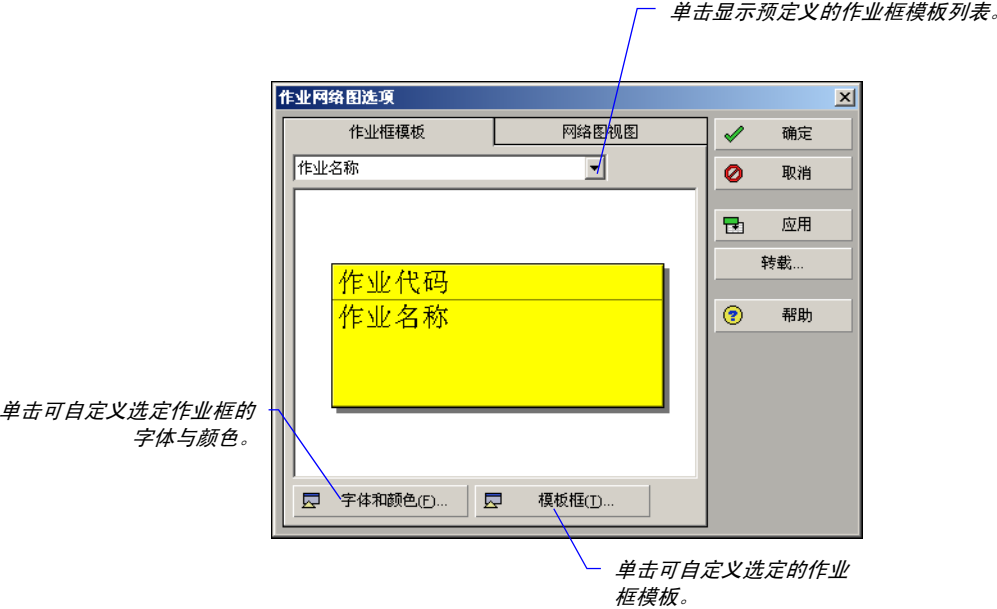 单击显示预定义的作业框模板列表。
作业网络图选项
作业框模板
网络图视图
确定
作业名称
取消
应用
转载...
作业代码
作业名称
帮助
单击可自定义选定作业框的
字体与颜色。
字体和颜色(F)...
模板框(T)...
单击可自定义选定的作业
框模板。